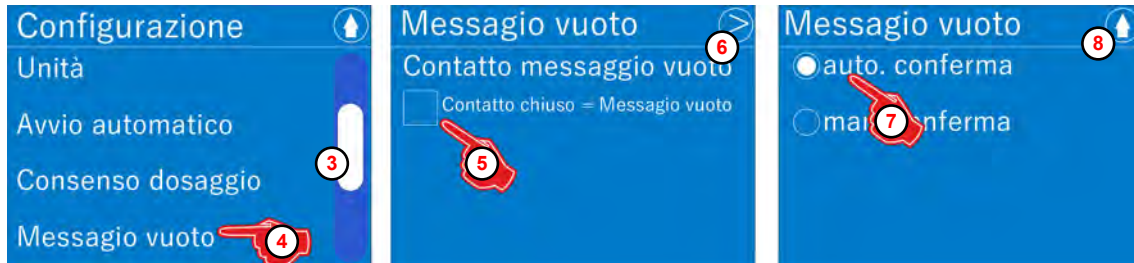 Configurazione
Unità
Avvio automatico
3
Consenso dosaggio
Messagio vuoto
4
Messagio vuoto
6
Contatto messaggio vuoto
Contatto chiuso = Messagio vuoto
5
Messagio vuoto
8
auto. conferma
7